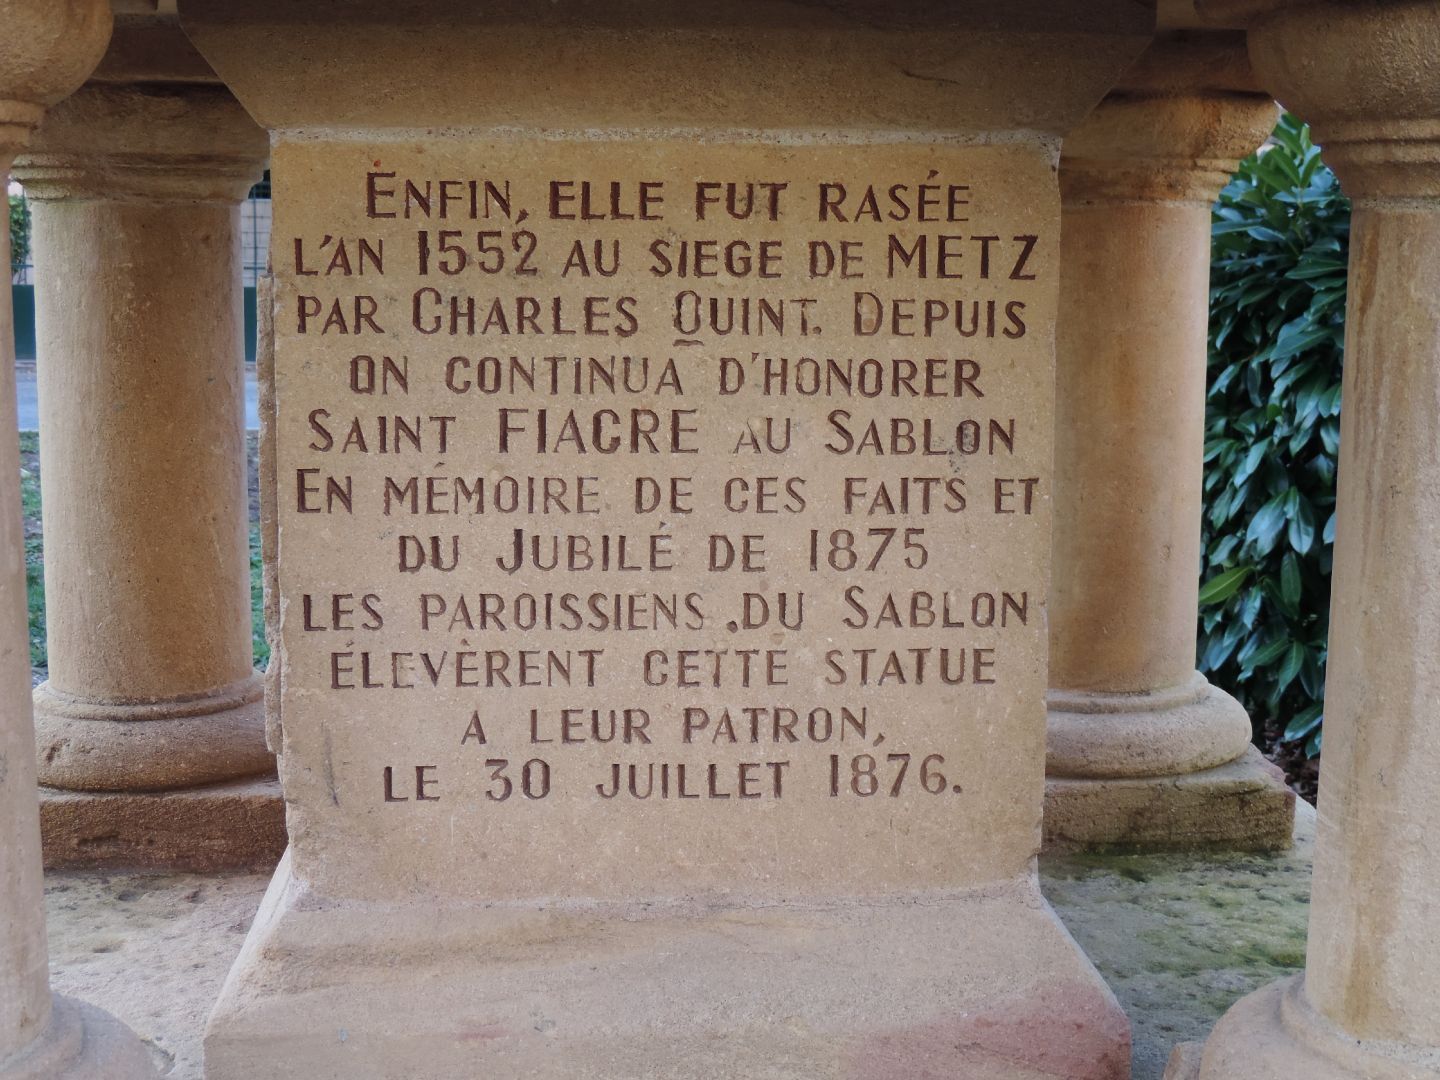 ENFIN, ELLE FUT RASÉE
L'AN 1552 AU SIEGE DE METZ
PAR CHARLES QUINT. DEPUIS
ON CONTINUA D'HONORER
SAINT FIACRE AU SABLON
EN MÉMOIRE DE CES FAITS ET
DU JUBILÉ DE 1875
LES PAROISSIENS DU SABLON
ÉLEVÈRENT CETTE STATUE
A LEUR PATRON,
LE 30 JUILLET 1876.